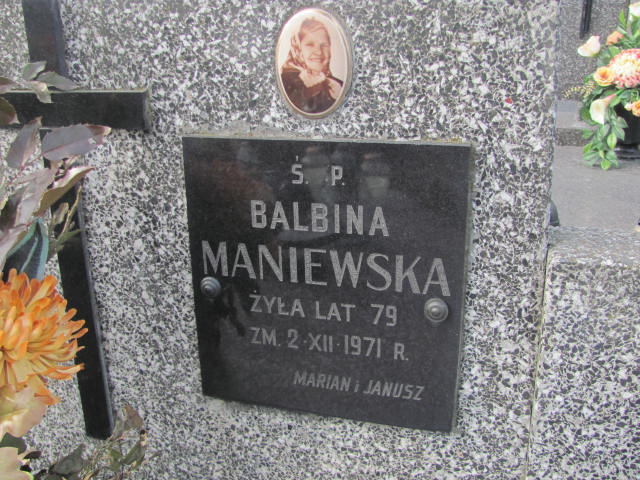 Ś. P.
BALBINA
MANIEWSKA
ŻYŁA LAT 79
ZM. 2·XII·1971 R.
MARIAN i JANUSZ